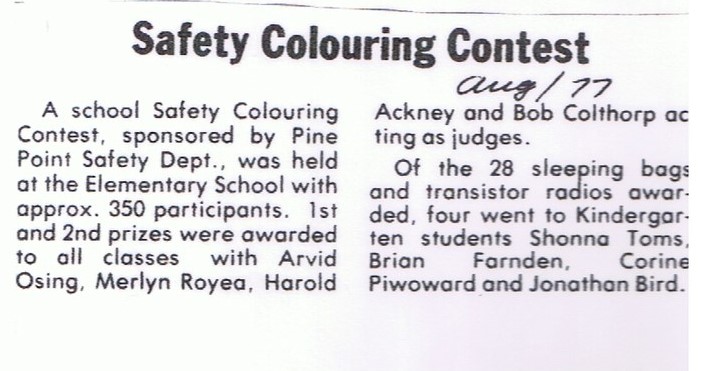 Safety Colouring Contest
Aug/77
A school Safety Colouring
Contest, sponsored by Pine
Point Safety Dept., was held
at the Elementary School with
approx. 350 participants. 1st
and 2nd prizes were awarded
to all classes with Arvid
Osing, Merlyn Royea, Harold
Ackney and Bob Colthorp ac
ting as judges.
Of the 28 sleeping bags
and transistor radios awar-
ded, four went to Kindergar-
ten students Shonna Toms,
Brian Farnden, Corine
Piwoward and Jonathan Bird.